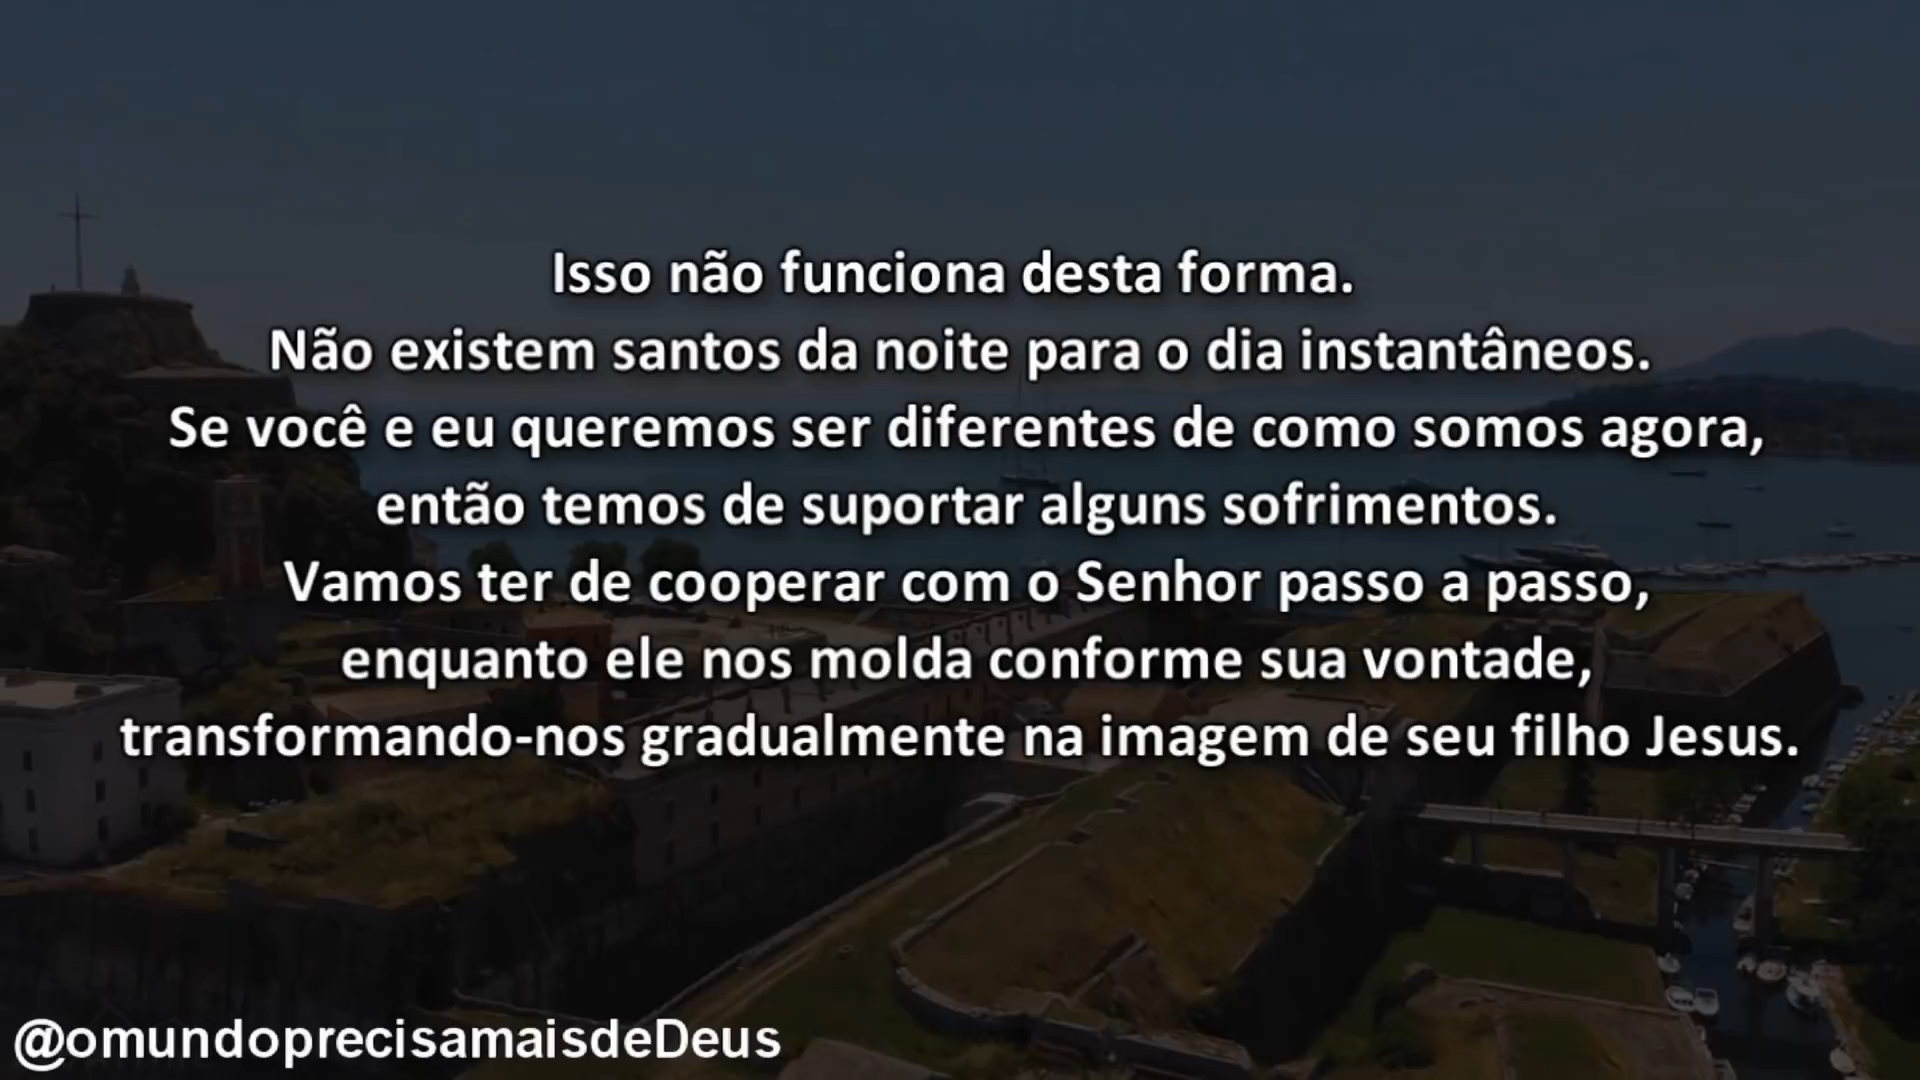 Isso não funciona desta forma.
Não existem santos da noite para o dia instantâneos.
Se você e eu queremos ser diferentes de como somos agora,
então temos de suportar alguns sofrimentos.
Vamos ter de cooperar com o Senhor passo a passo,
enquanto ele nos molda conforme sua vontade,
transformando-nos gradualmente na imagem de seu filho Jesus.
@omundoprecisamaisdeDeus